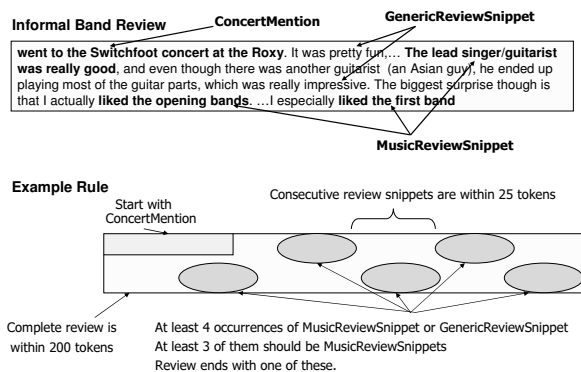 Informal Band Review
ConcertMention
GenericReviewSnippet
went to the Switchfoot concert at the Roxy. It was pretty fun,… The lead singer/guitarist
was really good, and even though there was another guitarist (an Asian guy), he ended up
playing most of the guitar parts, which was really impressive. The biggest surprise though is
that I actually liked the opening bands. …I especially liked the first band
MusicReviewSnippet
Example Rule
Consecutive review snippets are within 25 tokens
Start with
ConcertMention
Complete review is
within 200 tokens
At least 4 occurrences of MusicReviewSnippet or GenericReviewSnippet
At least 3 of them should be MusicReviewSnippets
Review ends with one of these.